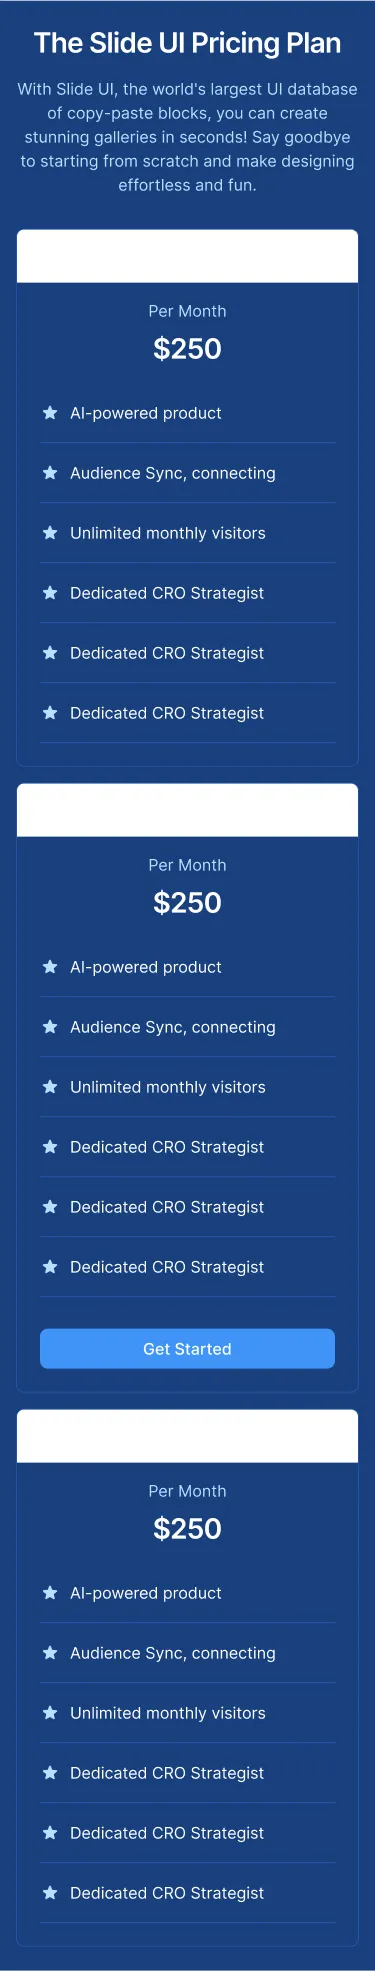 The Slide UI Pricing Plan
With Slide UI, the world's largest UI database
of copy-paste blocks, you can create
stunning galleries in seconds! Say goodbye
to starting from scratch and make designing
effortless and fun.
Per Month
$250
AI-powered product
Audience Sync, connecting
Unlimited monthly visitors
Dedicated CRO Strategist
Dedicated CRO Strategist
Dedicated CRO Strategist
Per Month
$250
AI-powered product
Audience Sync, connecting
Unlimited monthly visitors
Dedicated CRO Strategist
Dedicated CRO Strategist
Dedicated CRO Strategist
Get Started
Per Month
$250
AI-powered product
Audience Sync, connecting
Unlimited monthly visitors
Dedicated CRO Strategist
Dedicated CRO Strategist
Dedicated CRO Strategist